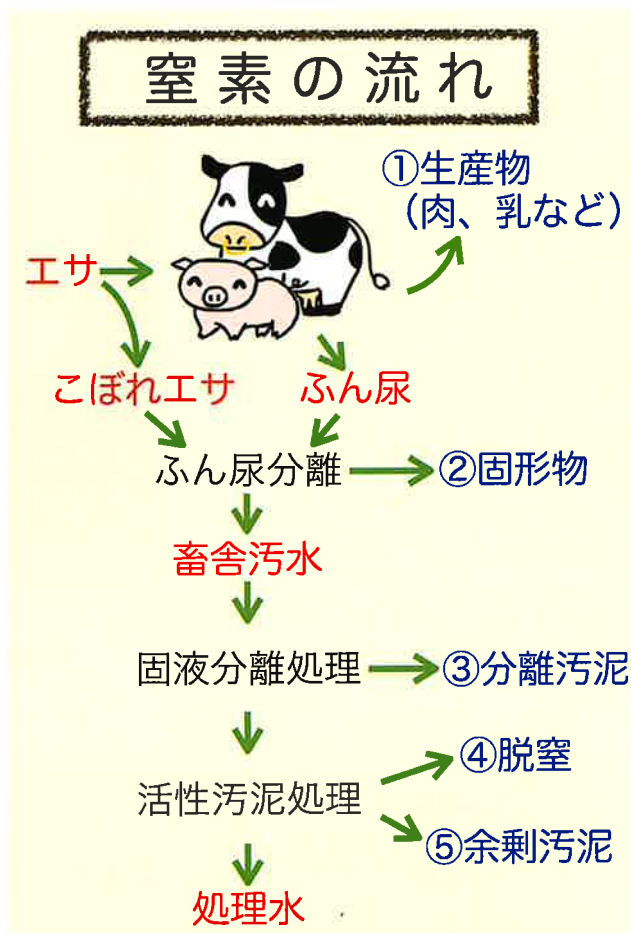 窒素の流れ
①生産物
（肉、乳など）
エサ
こぼれエサ
ふん尿
ふん尿分離
②固形物
畜舎汚水
固液分離処理
③分離汚泥
④脱窒
活性汚泥処理
⑤余剰汚泥
処理水